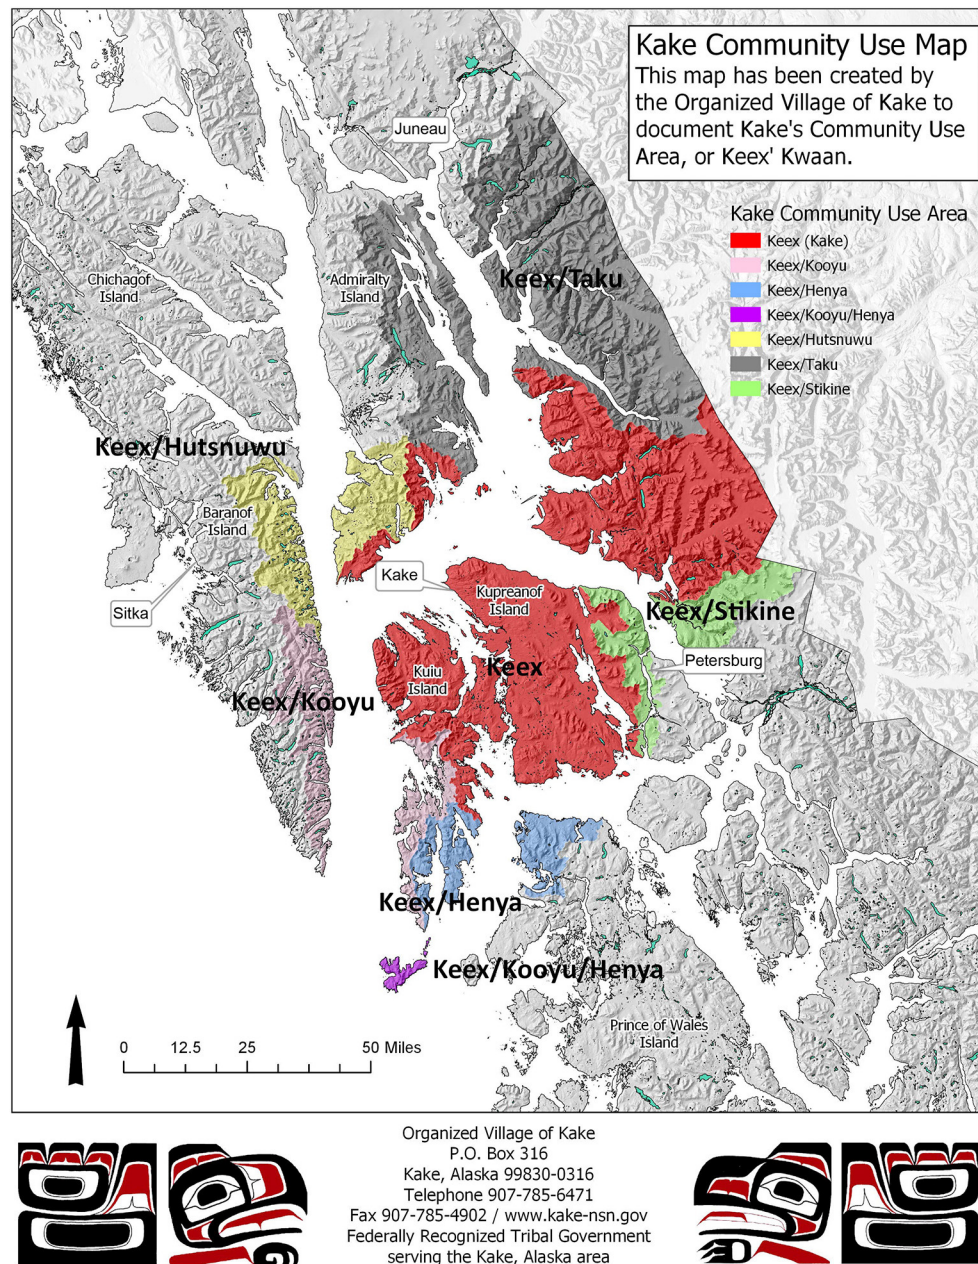 Kake Community Use Map
This map has been created by
the Organized Village of Kake to
document Kake's Community Use
Area, or Keex' Kwaan.
Juneau
Kake Community Use Area
Keex (Kake)
Keex/Kooyu
Keex/Henya
Keex/Kooyu/Henya
Keex/Hutsnuwu
Keex/Taku
Keex/Stikine
Chichagof
Island
Admiralty
Island
Keex/Taku
Keex/Hutsnuwu
Baranof
Island
Kake
Kupreanof
Island
Sitka
Keex/Stikine
Petersburg
Keex
Kuiu
Island
Keex/Kooyu
Keex/Henya
Keex/Kooyu/Henya
Prince of Wales
Island
0 12.5 25 50 Miles
Organized Village of Kake
P.O. Box 316
Kake, Alaska 99830-0316
Telephone 907-785-6471
Fax 907-785-4902 / www.kake-nsn.gov
Federally Recognized Tribal Government
serving the Kake, Alaska area